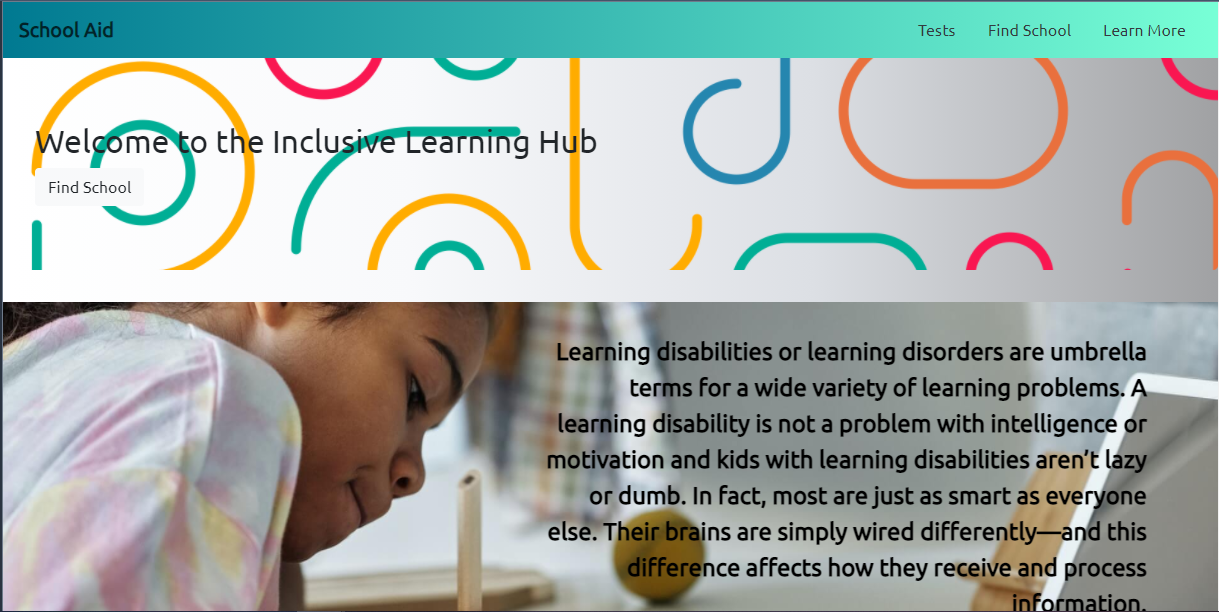 School Aid
Tests
Find School
Learn More
Welcome to the Inclusive Learning Hub
Find School
Learning disabilities or learning disorders are umbrella
terms for a wide variety of learning problems. A
learning disability is not a problem with intelligence or
motivation and kids with learning disabilities aren’t lazy
or dumb. In fact, most are just as smart as everyone
else. Their brains are simply wired differently—and this
difference affects how they receive and process
information.